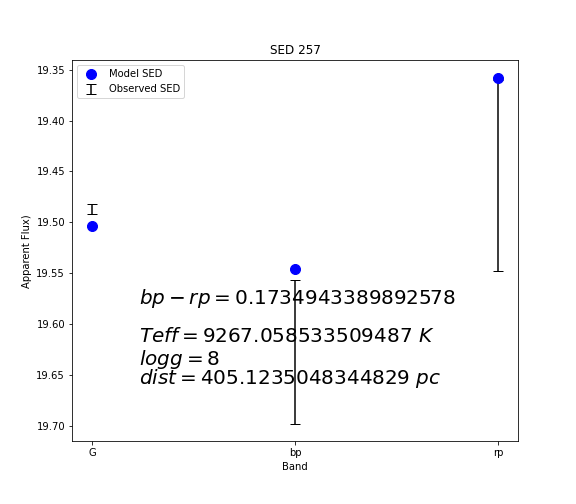 SED 257
Model SED
Observed SED
19.35
19.40
19.45
19.50
19.55
19.60
19.65
19.70
Apparent Flux)
bp − rp = 0.1734943389892578
Teff = 9267.058533509487 K
logg = 8
dist = 405.1235048344829 pc
G bp rp
Band